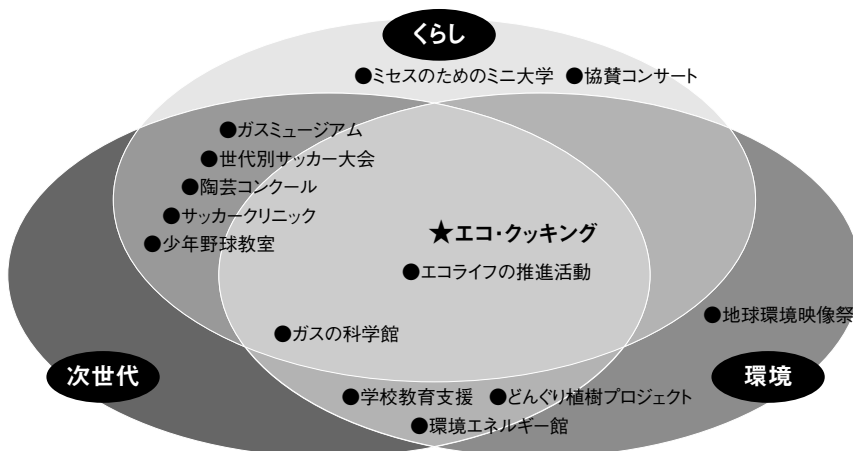 くらし
●ミセスのためのミニ大学 ●協賛コンサート
●ガスミュージアム
●世代別サッカー大会
●陶芸コンクール
●サッカークリニック
●少年野球教室
★エコ・クッキング
●エコライフの推進活動
●地球環境映像祭
●ガスの科学館
次世代
環境
●学校教育支援 ●どんぐり植樹プロジェクト
●環境エネルギー館